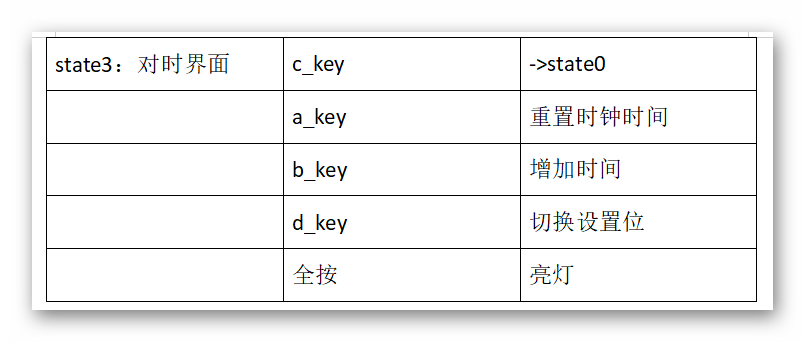 state3：对时界面 c_key ->state0
a_key 重置时钟时间
b_key 增加时间
d_key 切换设置位
全按 亮灯